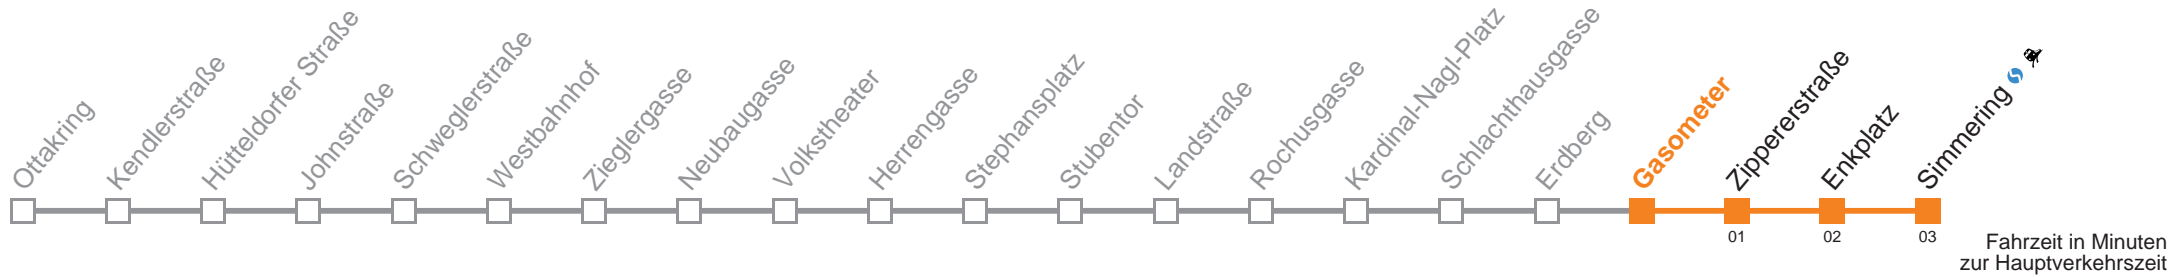 Ottakring
Kendlerstraße
Hütteldorfer Straße
Johnstraße
Schweglerstraße
Westbahnhof
Zieglergasse
Neubaugasse
Volkstheater
Herrengasse
Stephansplatz
Stubentor
Landstraße
Rochusgasse
Kardinal-Nagl-Platz
Schlachthausgasse
Erdberg
Gasometer
Zippererstraße
Enkplatz
Simmering
01
02
03
Fahrzeit in Minuten
zur Hauptverkehrszeit